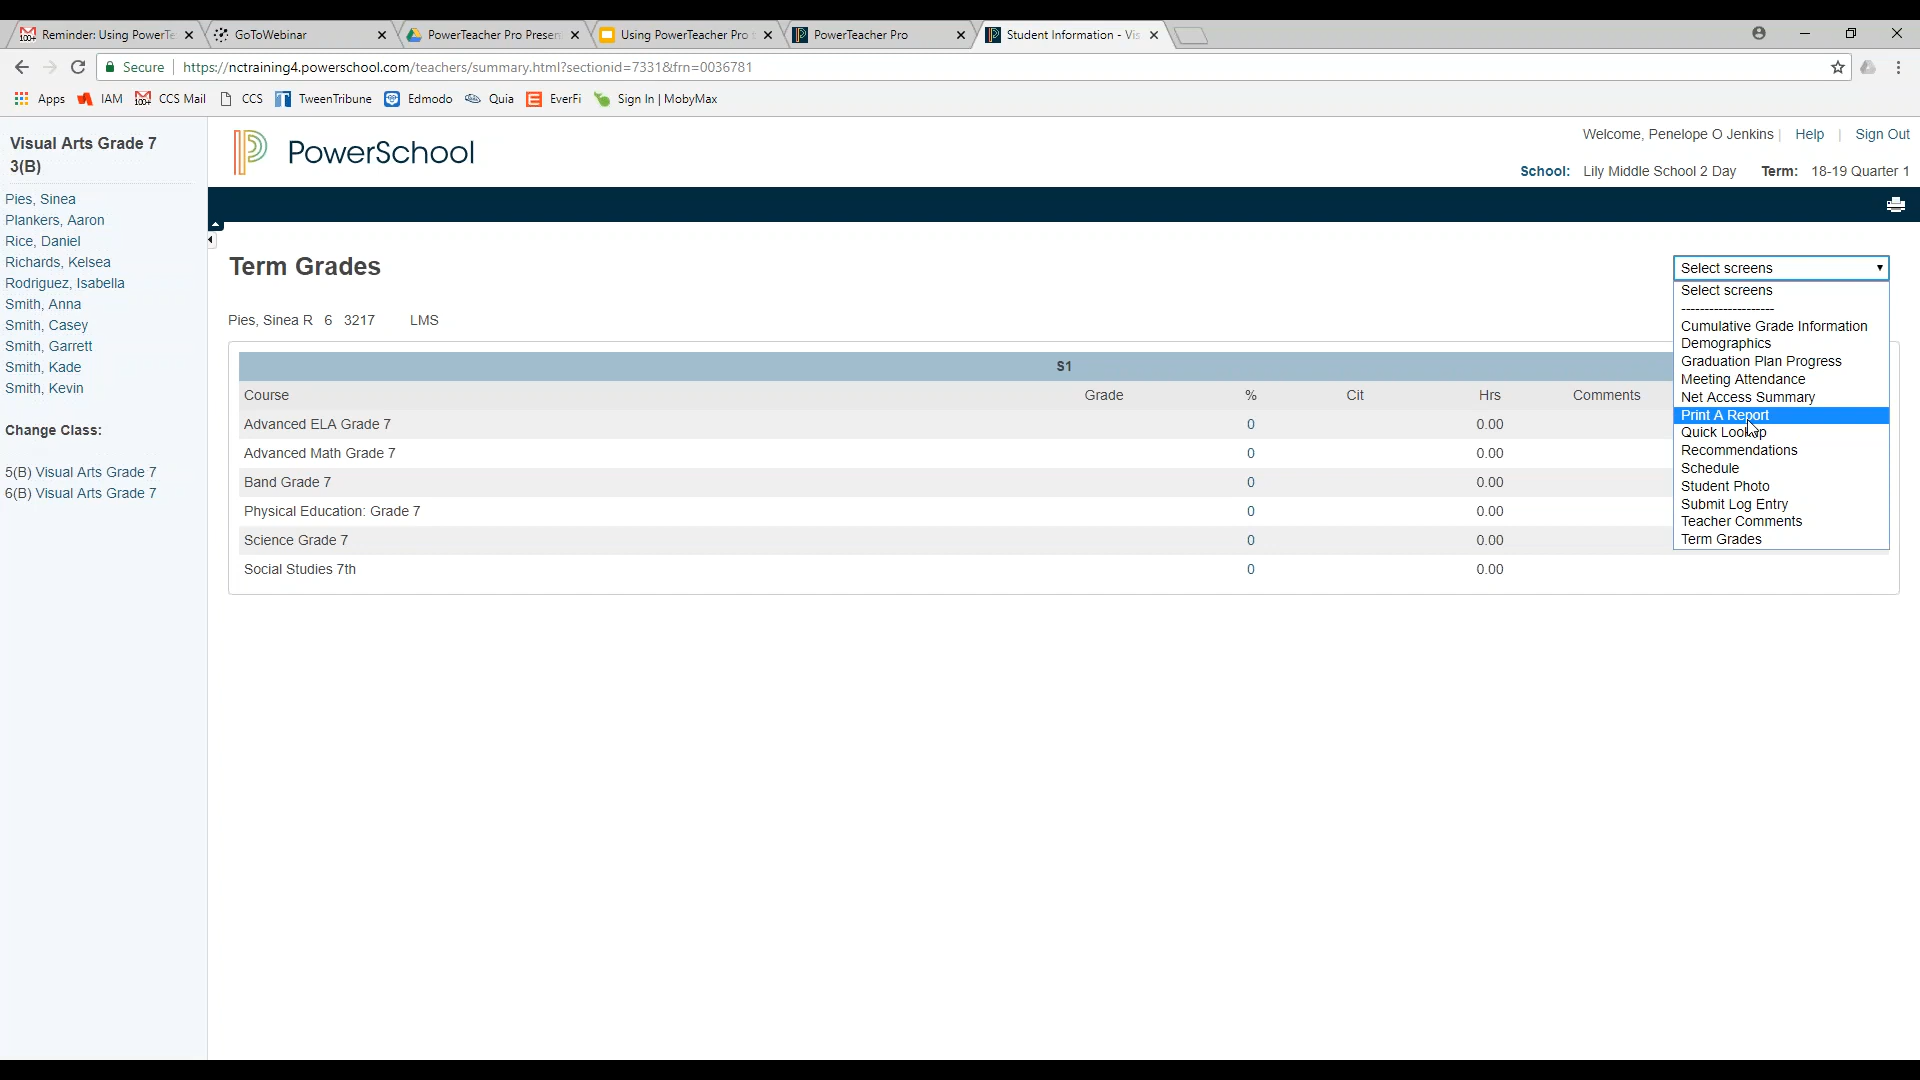 Reminder: Using PowerTe
GoToWebinar
PowerTeacher Pro Presen
Using PowerTeacher Pro
PowerTeacher Pro
Student Information - Vis
Secure
https://nctraining4.powerschool.com/teachers/summary.html?sectionid=7331&frn=0036781
Apps
IAM
CCS Mail
CCS
TweenTribune
Edmodo
Quia
EverFi
Sign In | MobyMax
Visual Arts Grade 7
3(B)
Pies, Sinea
Plankers, Aaron
Rice, Daniel
Richards, Kelsea
Rodriguez, Isabella
Smith, Anna
Smith, Casey
Smith, Garrett
Smith, Kade
Smith, Kevin
Change Class:
5(B) Visual Arts Grade 7
6(B) Visual Arts Grade 7
PowerSchool
Welcome, Penelope O Jenkins | Help | Sign Out
School: Lily Middle School 2 Day Term: 18-19 Quarter 1
Term Grades
Pies, Sinea R 6 3217 LMS
S1
Course Grade % Cit Hrs Comments
Advanced ELA Grade 7 0 0.00
Advanced Math Grade 7 0 0.00
Band Grade 7 0 0.00
Physical Education: Grade 7 0 0.00
Science Grade 7 0 0.00
Social Studies 7th 0 0.00
Select screens
Select screens
--------------------
Cumulative Grade Information
Demographics
Graduation Plan Progress
Meeting Attendance
Net Access Summary
Print A Report
Quick Lookup
Recommendations
Schedule
Student Photo
Submit Log Entry
Teacher Comments
Term Grades